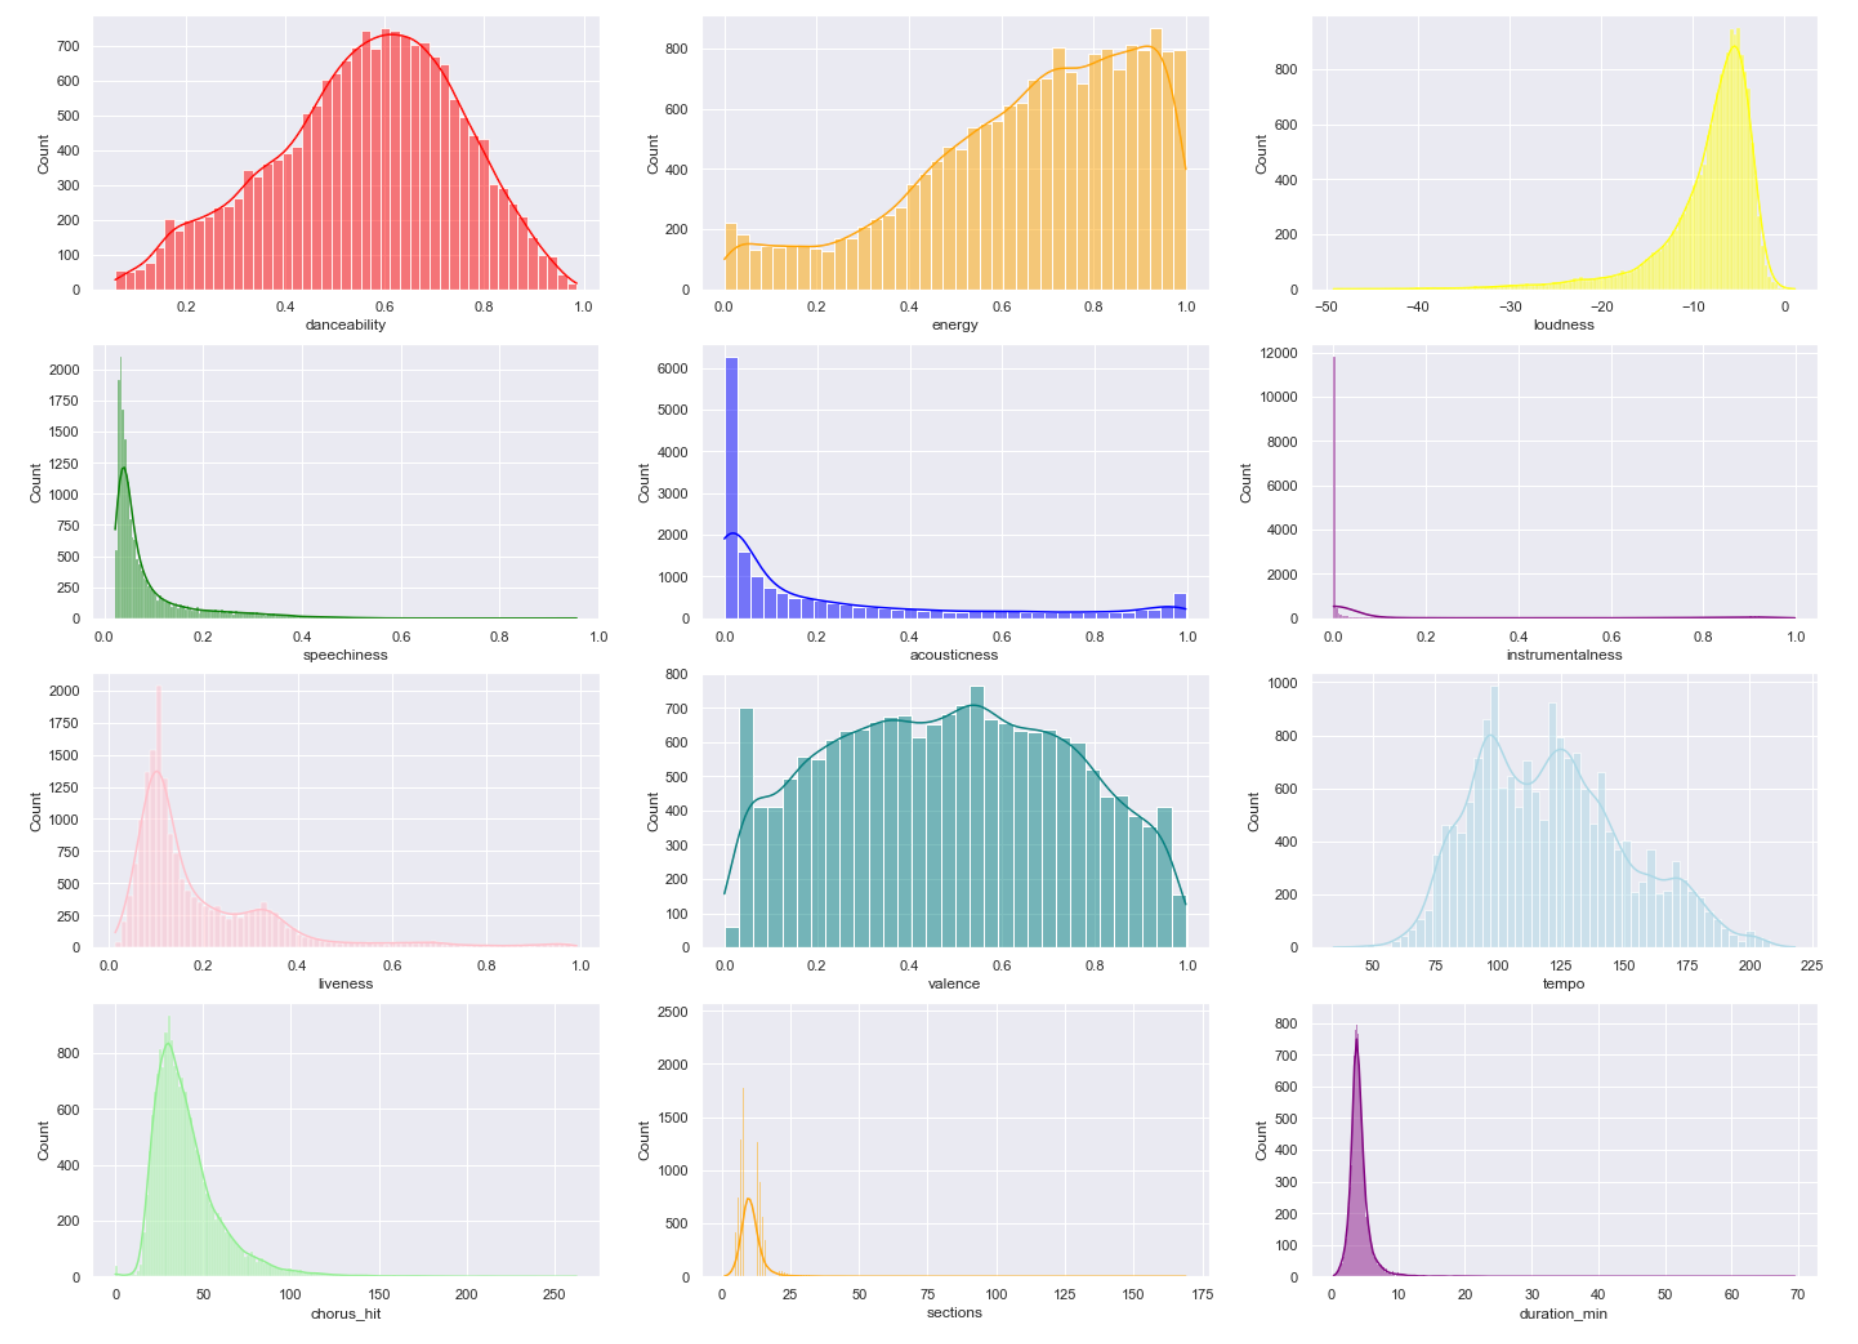 700
600
500
400
300
200
100
0
Count
0.2 0.4 0.6 0.8 1.0
danceability
800
600
400
200
0
Count
0.0 0.2 0.4 0.6 0.8 1.0
energy
800
600
400
200
0
Count
−50 −40 −30 −20 −10 0
loudness
2000
1750
1500
1250
1000
750
500
250
0
Count
0.0 0.2 0.4 0.6 0.8 1.0
speechiness
6000
5000
4000
3000
2000
1000
0
Count
0.0 0.2 0.4 0.6 0.8 1.0
acousticness
12000
10000
8000
6000
4000
2000
0
Count
0.0 0.2 0.4 0.6 0.8 1.0
instrumentalness
2000
1750
1500
1250
1000
750
500
250
0
Count
0.0 0.2 0.4 0.6 0.8 1.0
liveness
800
700
600
500
400
300
200
100
0
Count
0.0 0.2 0.4 0.6 0.8 1.0
valence
1000
800
600
400
200
0
Count
50 75 100 125 150 175 200 225
tempo
800
600
400
200
0
Count
0 50 100 150 200 250
chorus_hit
2500
2000
1500
1000
500
0
Count
0 25 50 75 100 125 150 175
sections
800
700
600
500
400
300
200
100
0
Count
0 10 20 30 40 50 60 70
duration_min